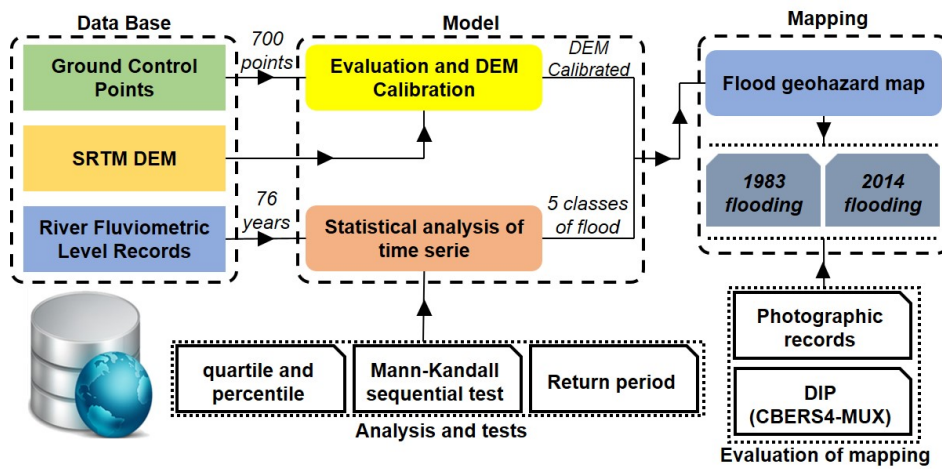 Data Base
Ground Control
Points
SRTM DEM
River Fluviometric
Level Records
700
points
76
years
Model
Evaluation and DEM
Calibration
Statistical analysis of
time serie
DEM
Calibrated
5 classes
of flood
Mapping
Flood geohazard map
1983
flooding
2014
flooding
quartile and
percentile
Mann-Kandall
sequential test
Return period
Analysis and tests
Photographic
records
DIP
(CBERS4-MUX)
Evaluation of mapping